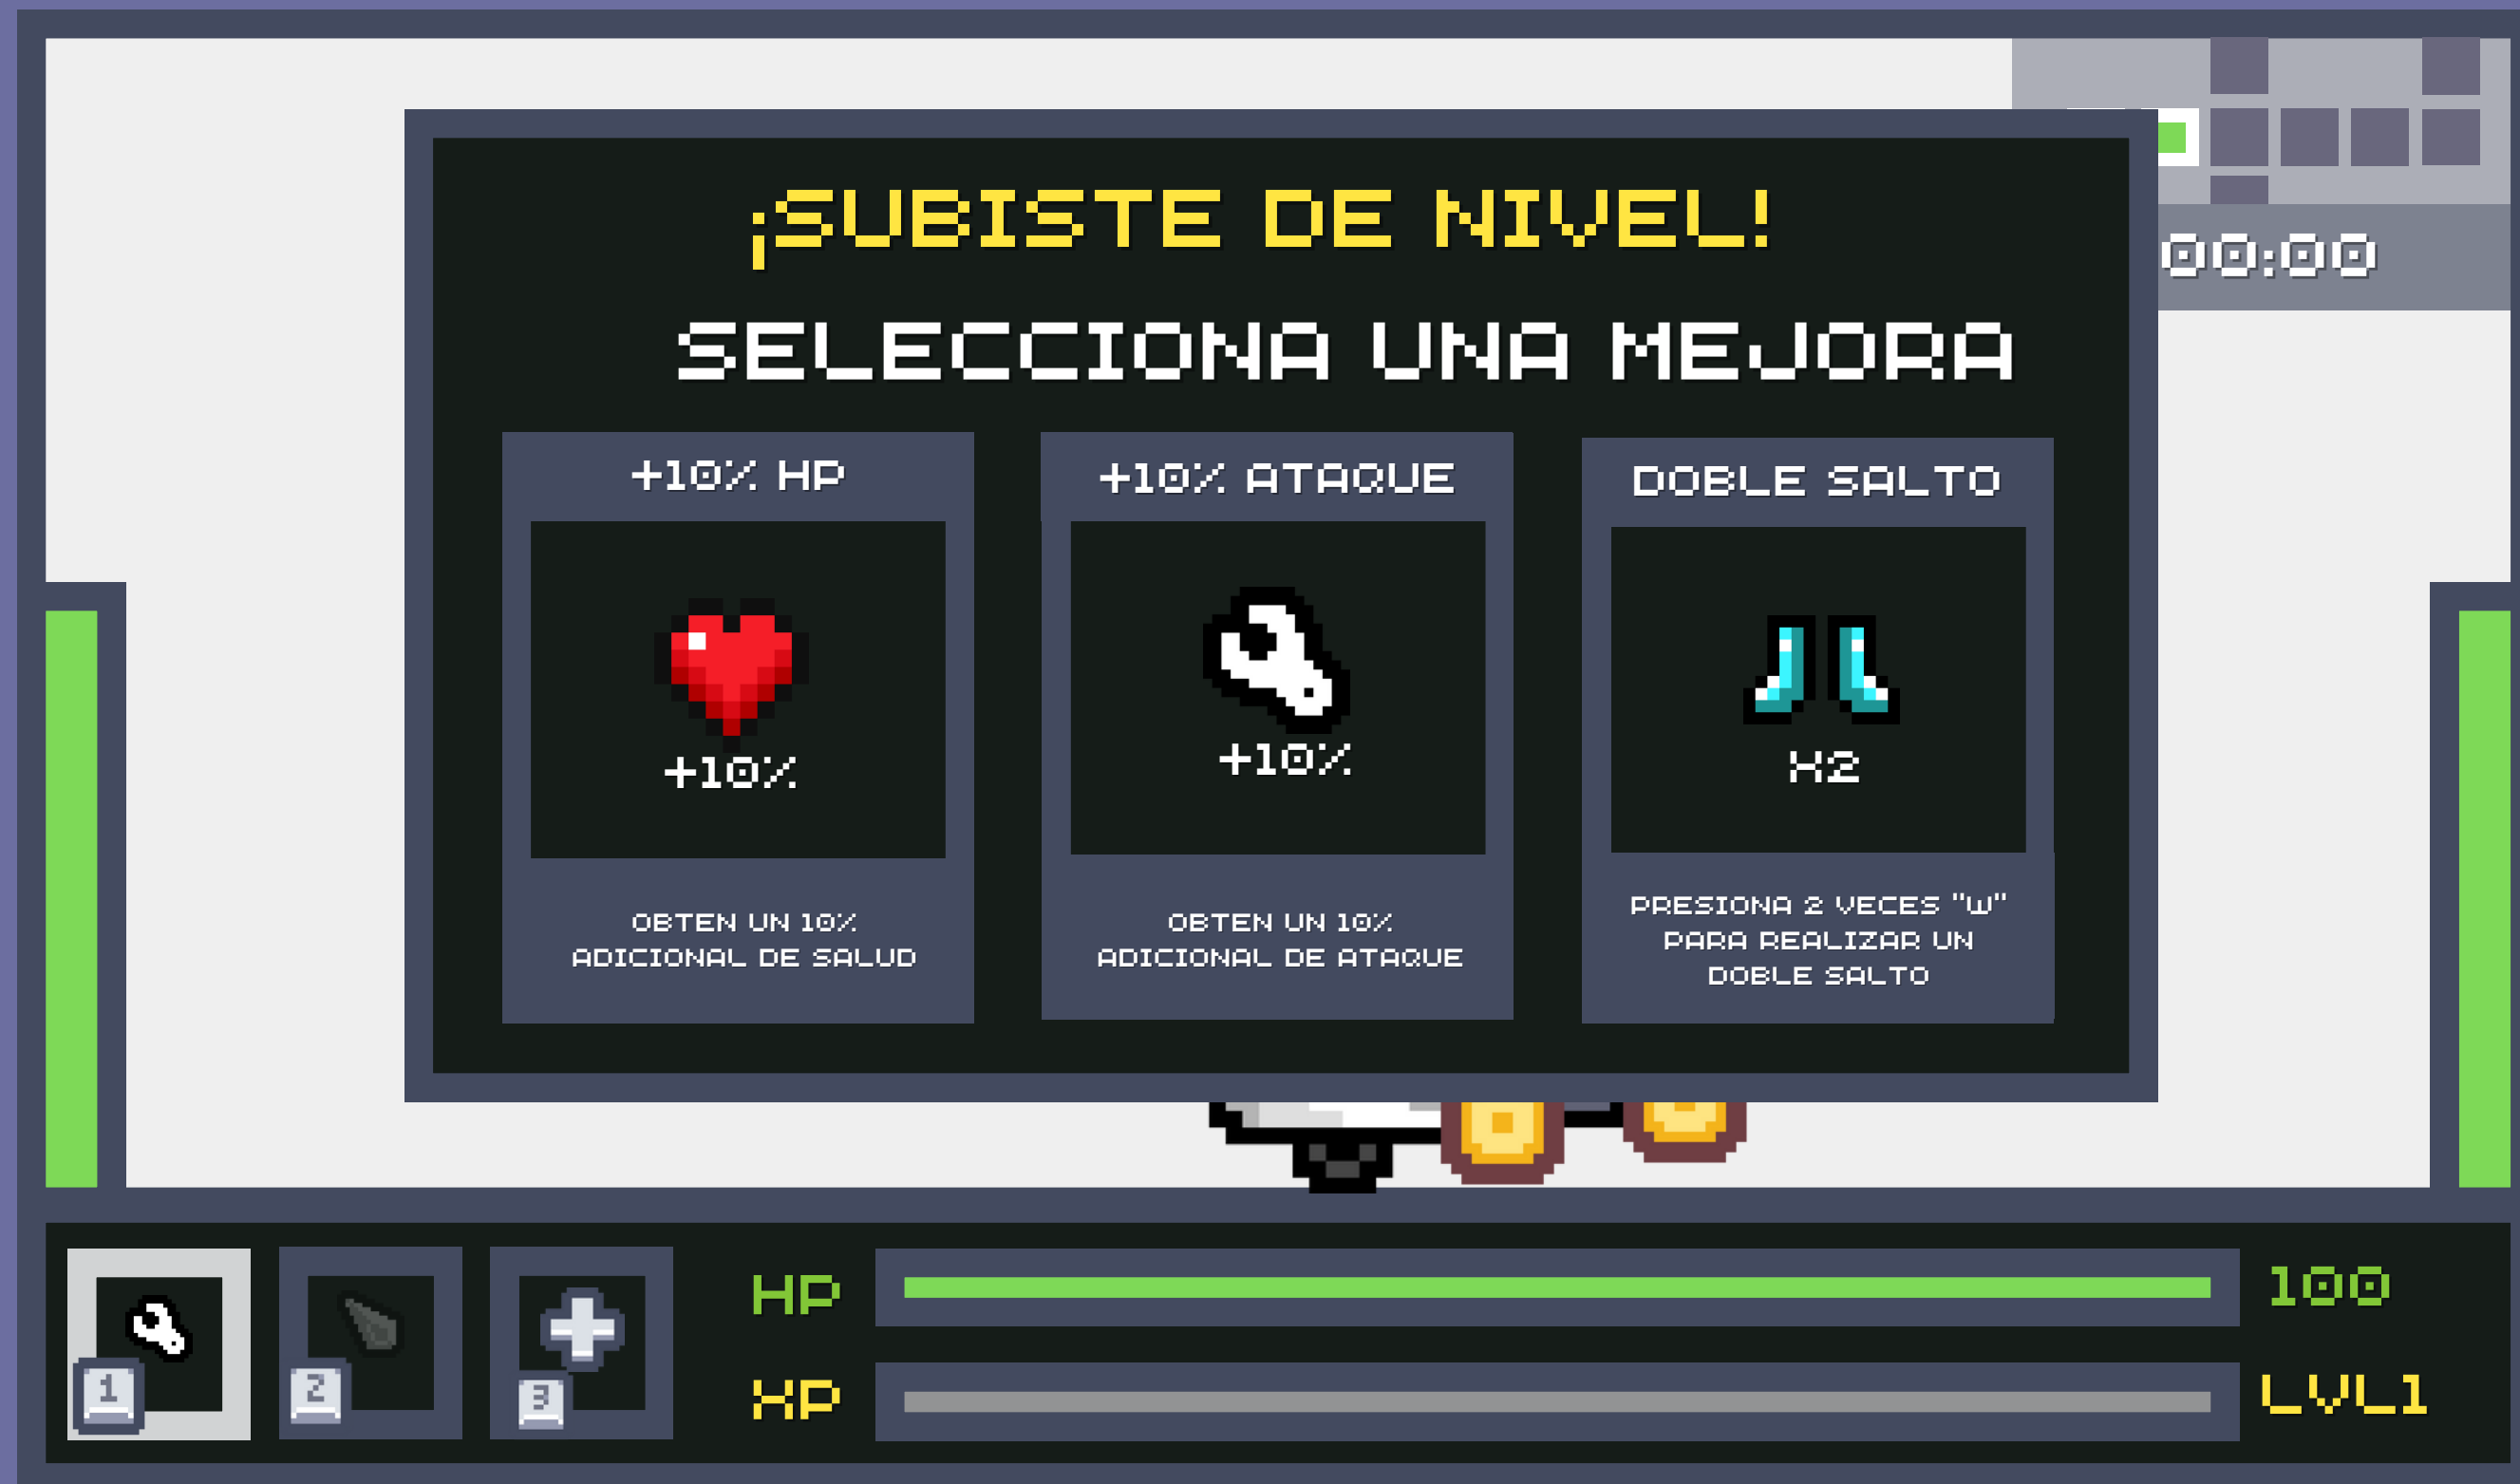 ¡SUBISTE DE NIVEL!
00:00
SELECCIONA UNA MEJORA
+10% HP
+10% ATAQUE
DOBLE SALTO
+10%
+10%
X2
OBTEN UN 10%
ADICIONAL DE SALUD
OBTEN UN 10%
ADICIONAL DE ATAQUE
PRESIONA 2 VECES "W"
PARA REALIZAR UN
DOBLE SALTO
1
2
3
HP
100
XP
LVL1